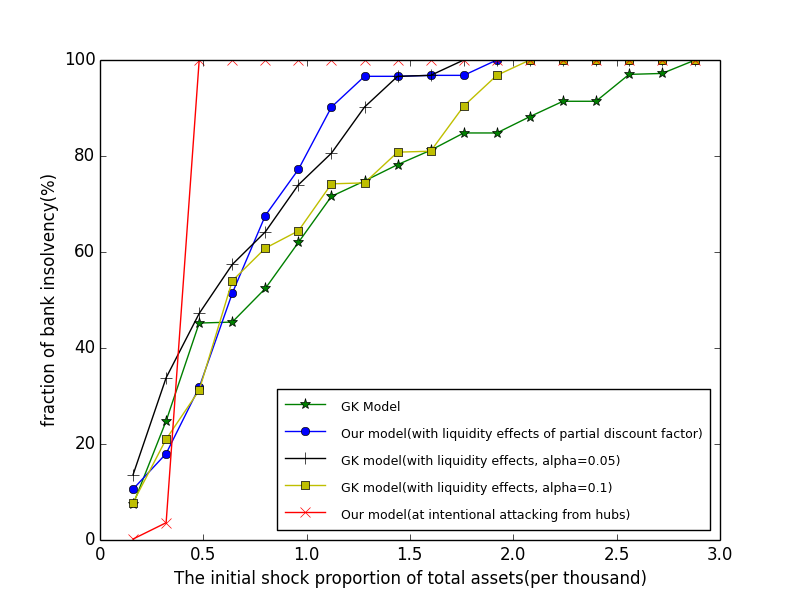 100
80
60
40
20
0
fraction of bank insolvency(%)
GK Model
Our model(with liquidity effects of partial discount factor)
GK model(with liquidity effects, alpha=0.05)
GK model(with liquidity effects, alpha=0.1)
Our model(at intentional attacking from hubs)
0 0.5 1.0 1.5 2.0 2.5 3.0
The initial shock proportion of total assets(per thousand)